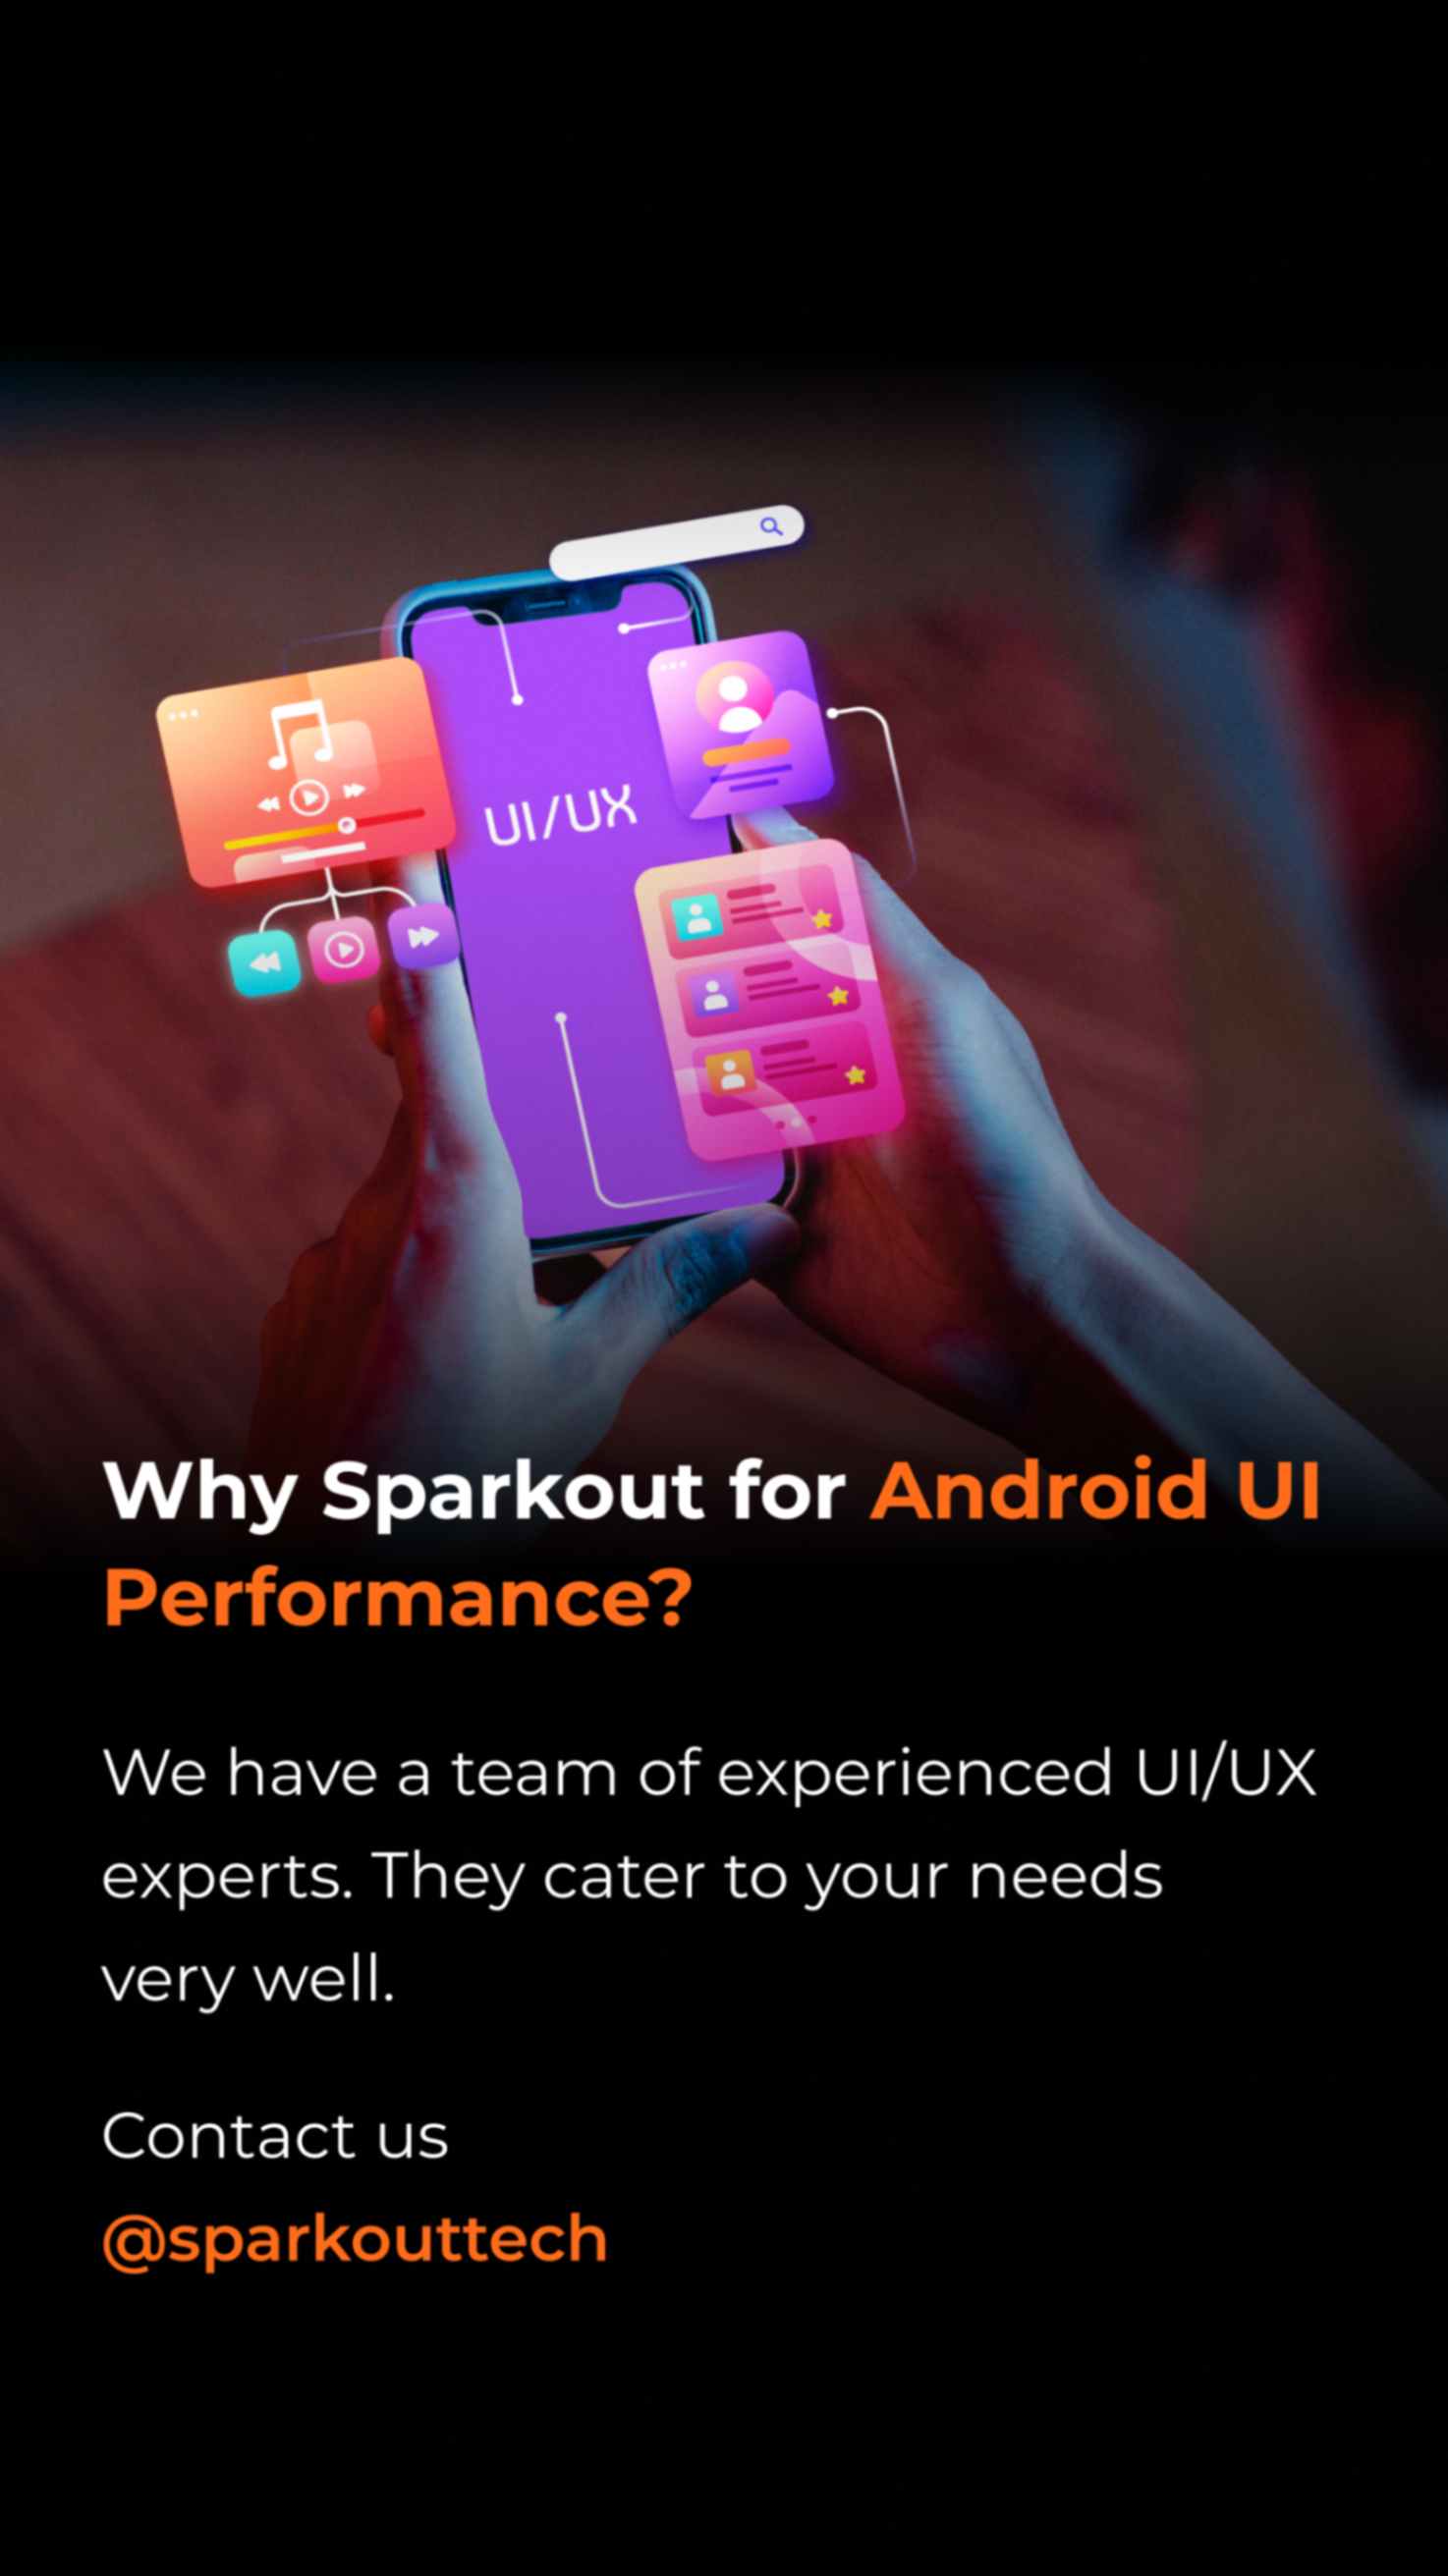 UI/UX
Why Sparkout for Android UI
Performance?
We have a team of experienced UI/UX
experts. They cater to your needs
very well.
Contact us
@sparkouttech